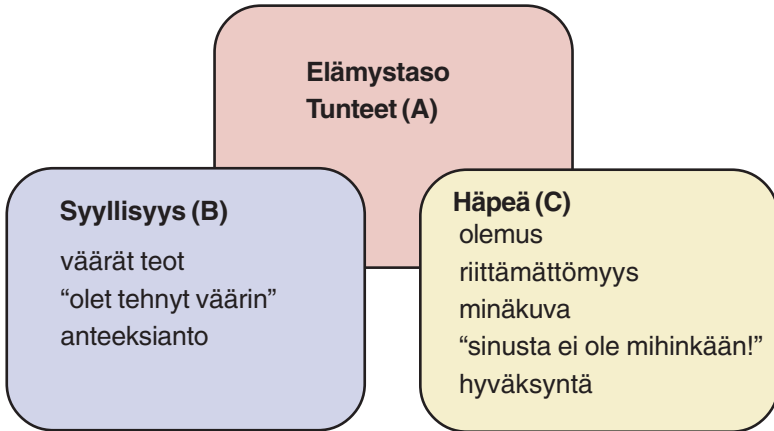 Elämystaso
Tunteet (A)
Syyllisyys (B)
väärät teot
“olet tehnyt väärin”
anteeksianto
Häpeä (C)
olemus
riittämättömyys
minäkuva
“sinusta ei ole mihinkään!”
hyväksyntä